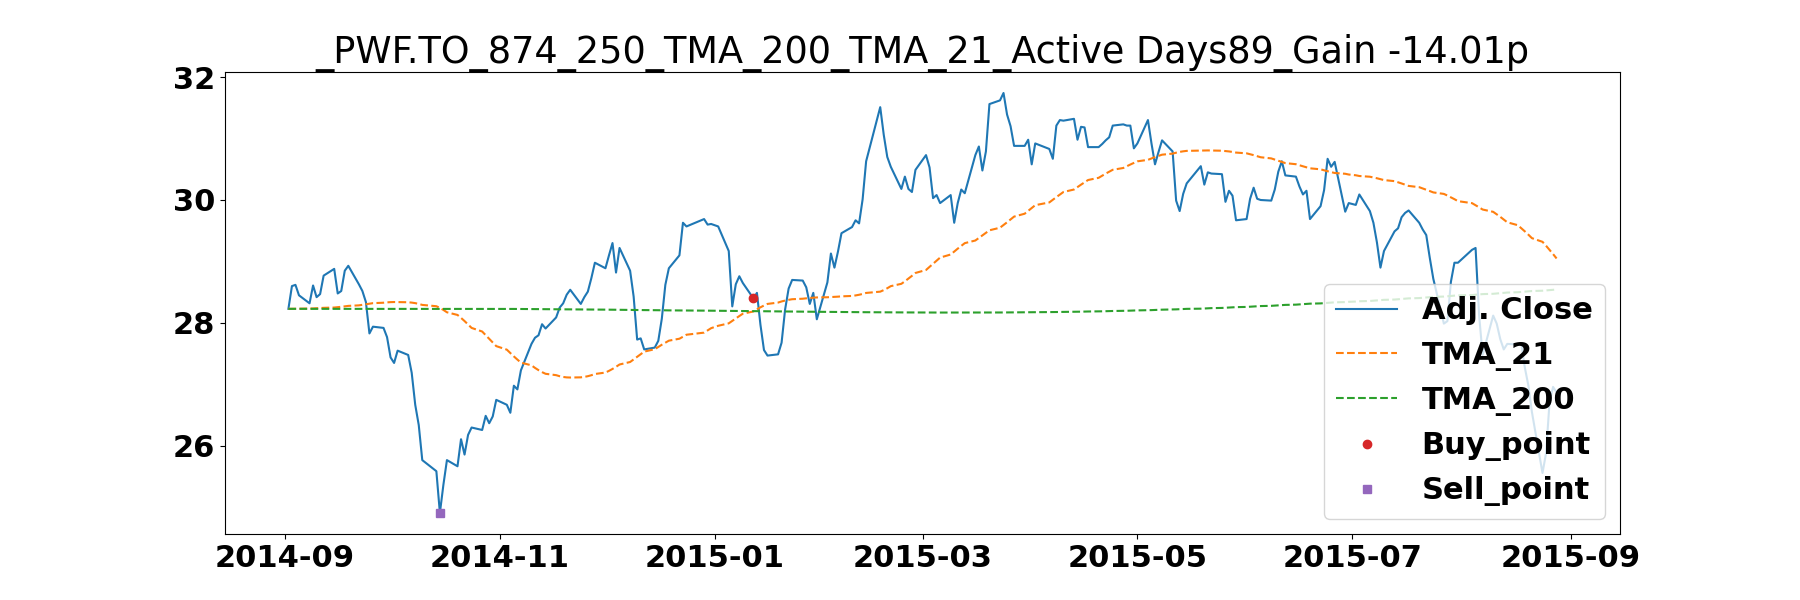 _PWF.TO_874_250_TMA_200_TMA_21_Active Days89_Gain -14.01p
32
30
28
26
2014-09 2014-11 2015-01 2015-03 2015-05 2015-07 2015-09
Adj. Close
TMA_21
TMA_200
Buy_point
Sell_point